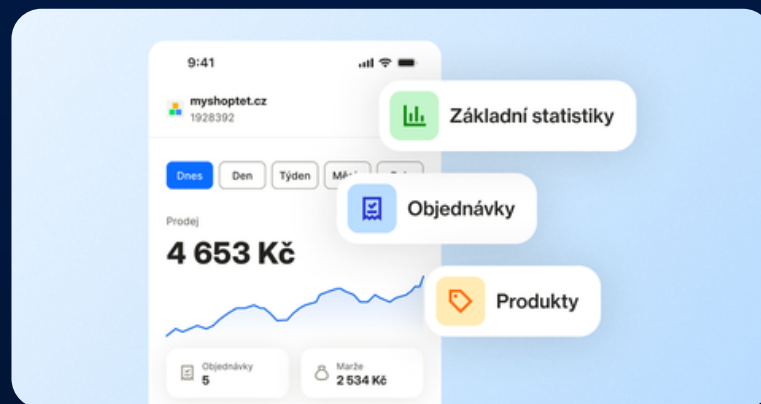 9:41
myshoptet.cz
1928392
Základní statistiky
Dnes Den Týden
Objednávky
Prodej
4 653 Kč
Produkty
Objednávky
5
Marže
2 534 Kč